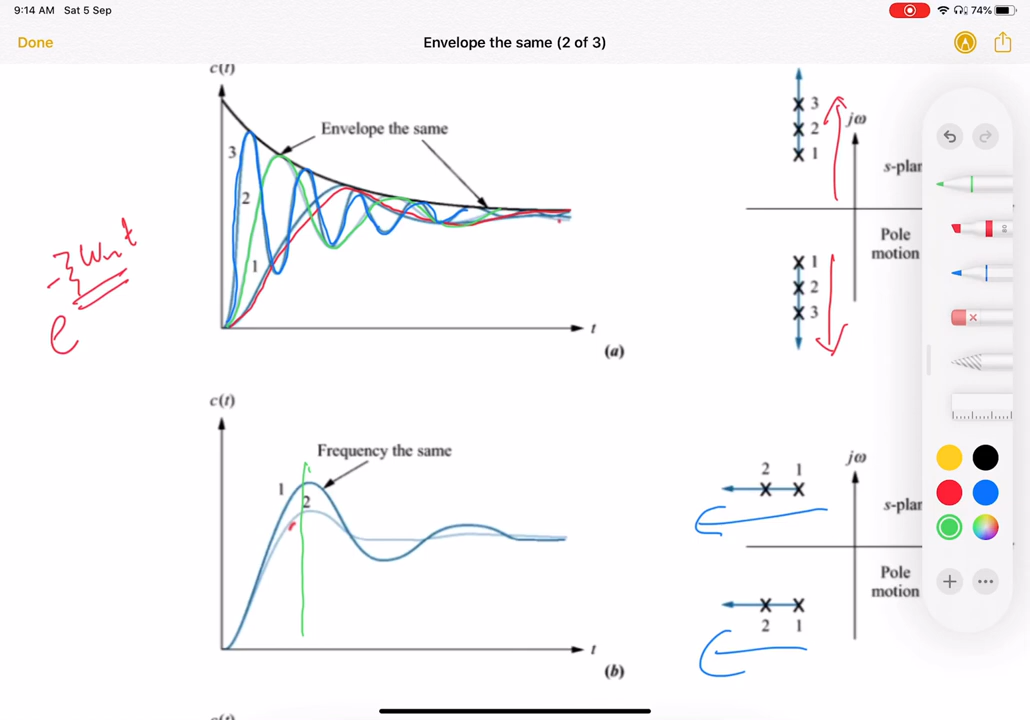 9:14 AM Sat 5 Sep
74%
Done
Envelope the same (2 of 3)
c(t)
Envelope the same
3
2
1
t
(a)
3
2
1
jω
s-plan
Pole
motion
1
2
3
e
-ξωnt
c(t)
Frequency the same
1
2
t
(b)
2 1
jω
s-plan
Pole
motion
2 1